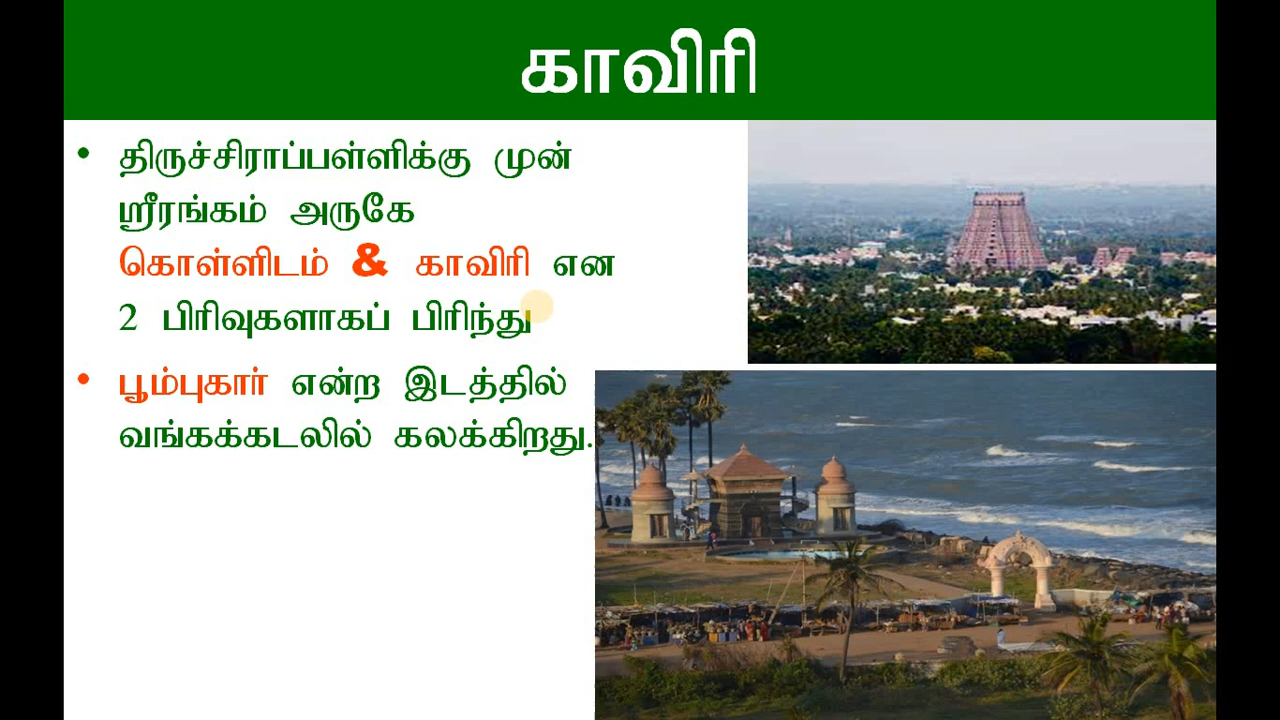 காவிரி
• திருச்சிராப்பள்ளிக்கு முன்
ஸ்ரீரங்கம் அருகே
கொள்ளிடம் & காவிரி என
2 பிரிவுகளாகப் பிரிந்து
• பூம்புகார் என்ற இடத்தில்
வங்கக்கடலில் கலக்கிறது.